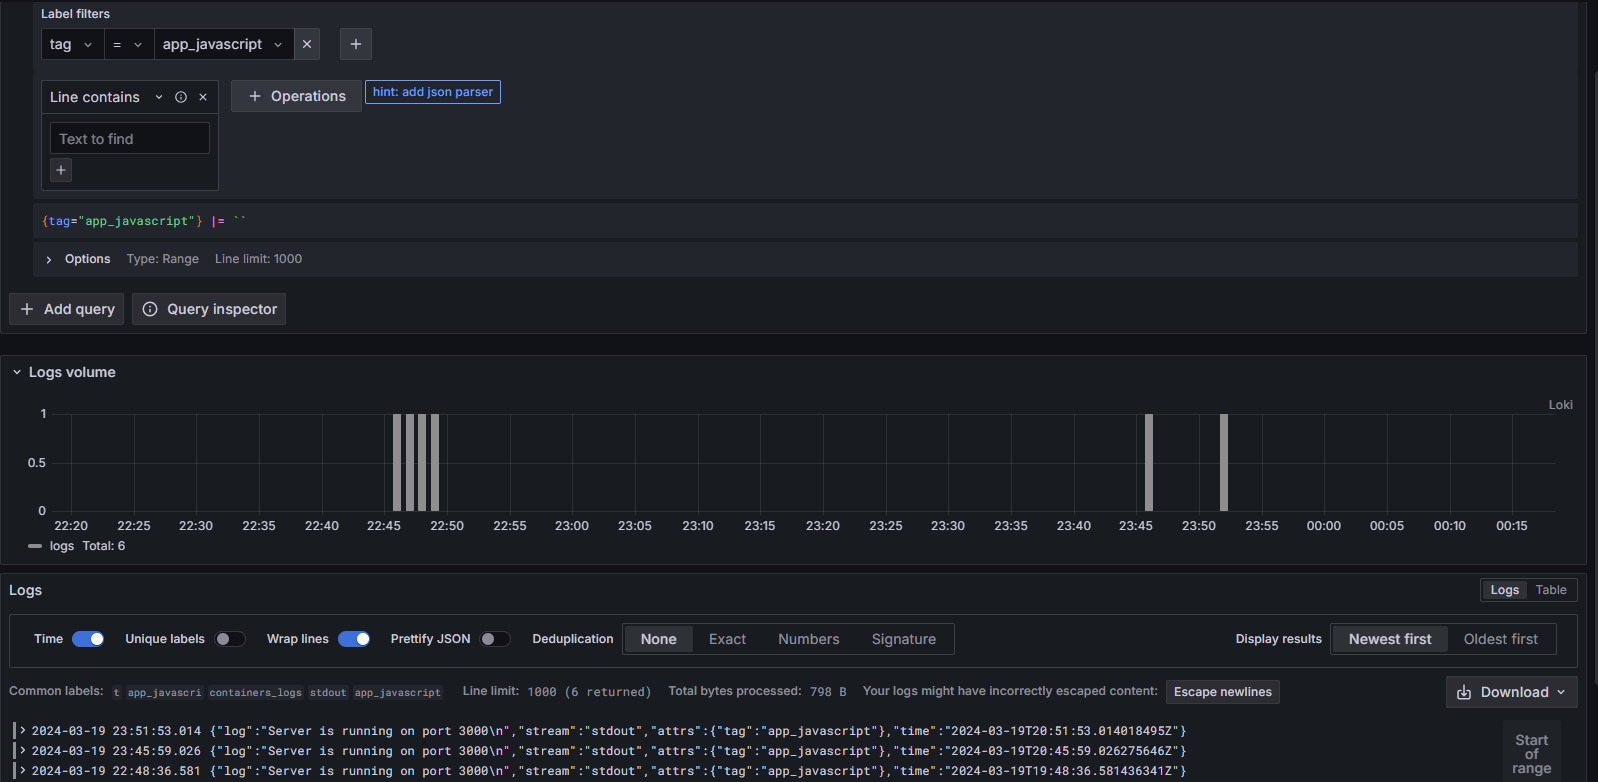 Label filters
tag = app_javascript
Line contains Operations hint: add json parser
Text to find
{tag="app_javascript"} |= ``
Options Type: Range Line limit: 1000
Add query Query inspector
Logs volume
Loki
1
0.5
0
22:20 22:25 22:30 22:35 22:40 22:45 22:50 22:55 23:00 23:05 23:10 23:15 23:20 23:25 23:30 23:35 23:40 23:45 23:50 23:55 00:00 00:05 00:10 00:15
logs Total: 6
Logs Logs Table
Time Unique labels Wrap lines Prettify JSON Deduplication None Exact Numbers Signature Display results Newest first Oldest first
Common labels: t app_javascri containers_logs stdout app_javascript Line limit: 1000 (6 returned) Total bytes processed: 798 B Your logs might have incorrectly escaped content: Escape newlines Download
2024-03-19 23:51:53.014 {"log":"Server is running on port 3000\n","stream":"stdout","attrs":{"tag":"app_javascript"},"time":"2024-03-19T20:51:53.014018495Z"}
2024-03-19 23:45:59.026 {"log":"Server is running on port 3000\n","stream":"stdout","attrs":{"tag":"app_javascript"},"time":"2024-03-19T20:45:59.026275646Z"}
2024-03-19 22:48:36.581 {"log":"Server is running on port 3000\n","stream":"stdout","attrs":{"tag":"app_javascript"},"time":"2024-03-19T19:48:36.581436341Z"}
Start
of
range